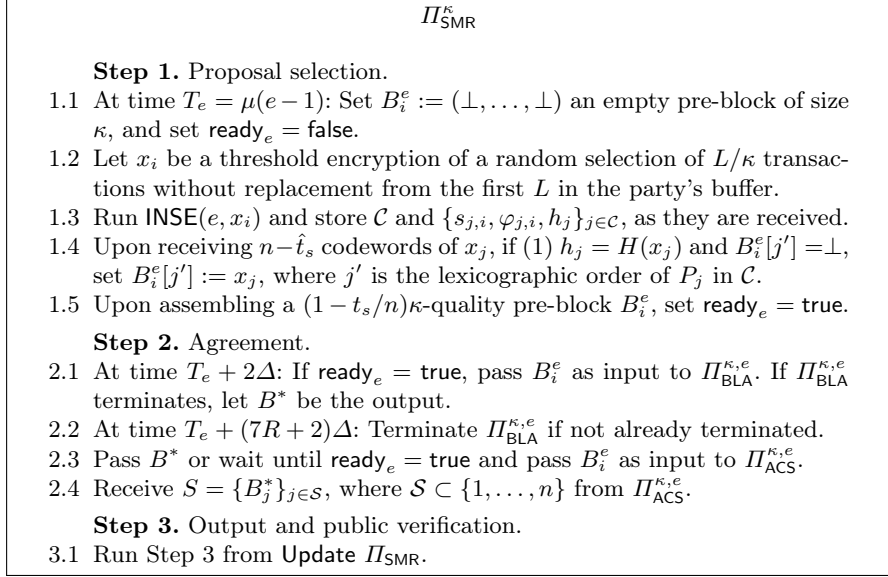 Π^κ_SMR
Step 1. Proposal selection.
1.1 At time T_e = μ(e − 1): Set B_i^e := (⊥, . . . , ⊥) an empty pre-block of size
κ, and set ready_e = false.
1.2 Let x_i be a threshold encryption of a random selection of L/κ transac-
tions without replacement from the first L in the party's buffer.
1.3 Run INSE(e, x_i) and store C and {s_{j,i}, φ_{j,i}, h_j}_{j∈C}, as they are received.
1.4 Upon receiving n−t̂_s codewords of x_j, if (1) h_j = H(x_j) and B_i^e[j′] =⊥,
set B_i^e[j′] := x_j, where j′ is the lexicographic order of P_j in C.
1.5 Upon assembling a (1 − t_s/n)κ-quality pre-block B_i^e, set ready_e = true.
Step 2. Agreement.
2.1 At time T_e + 2Δ: If ready_e = true, pass B_i^e as input to Π^{κ,e}_BLA. If Π^{κ,e}_BLA
terminates, let B* be the output.
2.2 At time T_e + (7R + 2)Δ: Terminate Π^{κ,e}_BLA if not already terminated.
2.3 Pass B* or wait until ready_e = true and pass B_i^e as input to Π^{κ,e}_ACS.
2.4 Receive S = {B*_j}_{j∈𝒮}, where 𝒮 ⊂ {1, . . . , n} from Π^{κ,e}_ACS.
Step 3. Output and public verification.
3.1 Run Step 3 from Update Π_SMR.